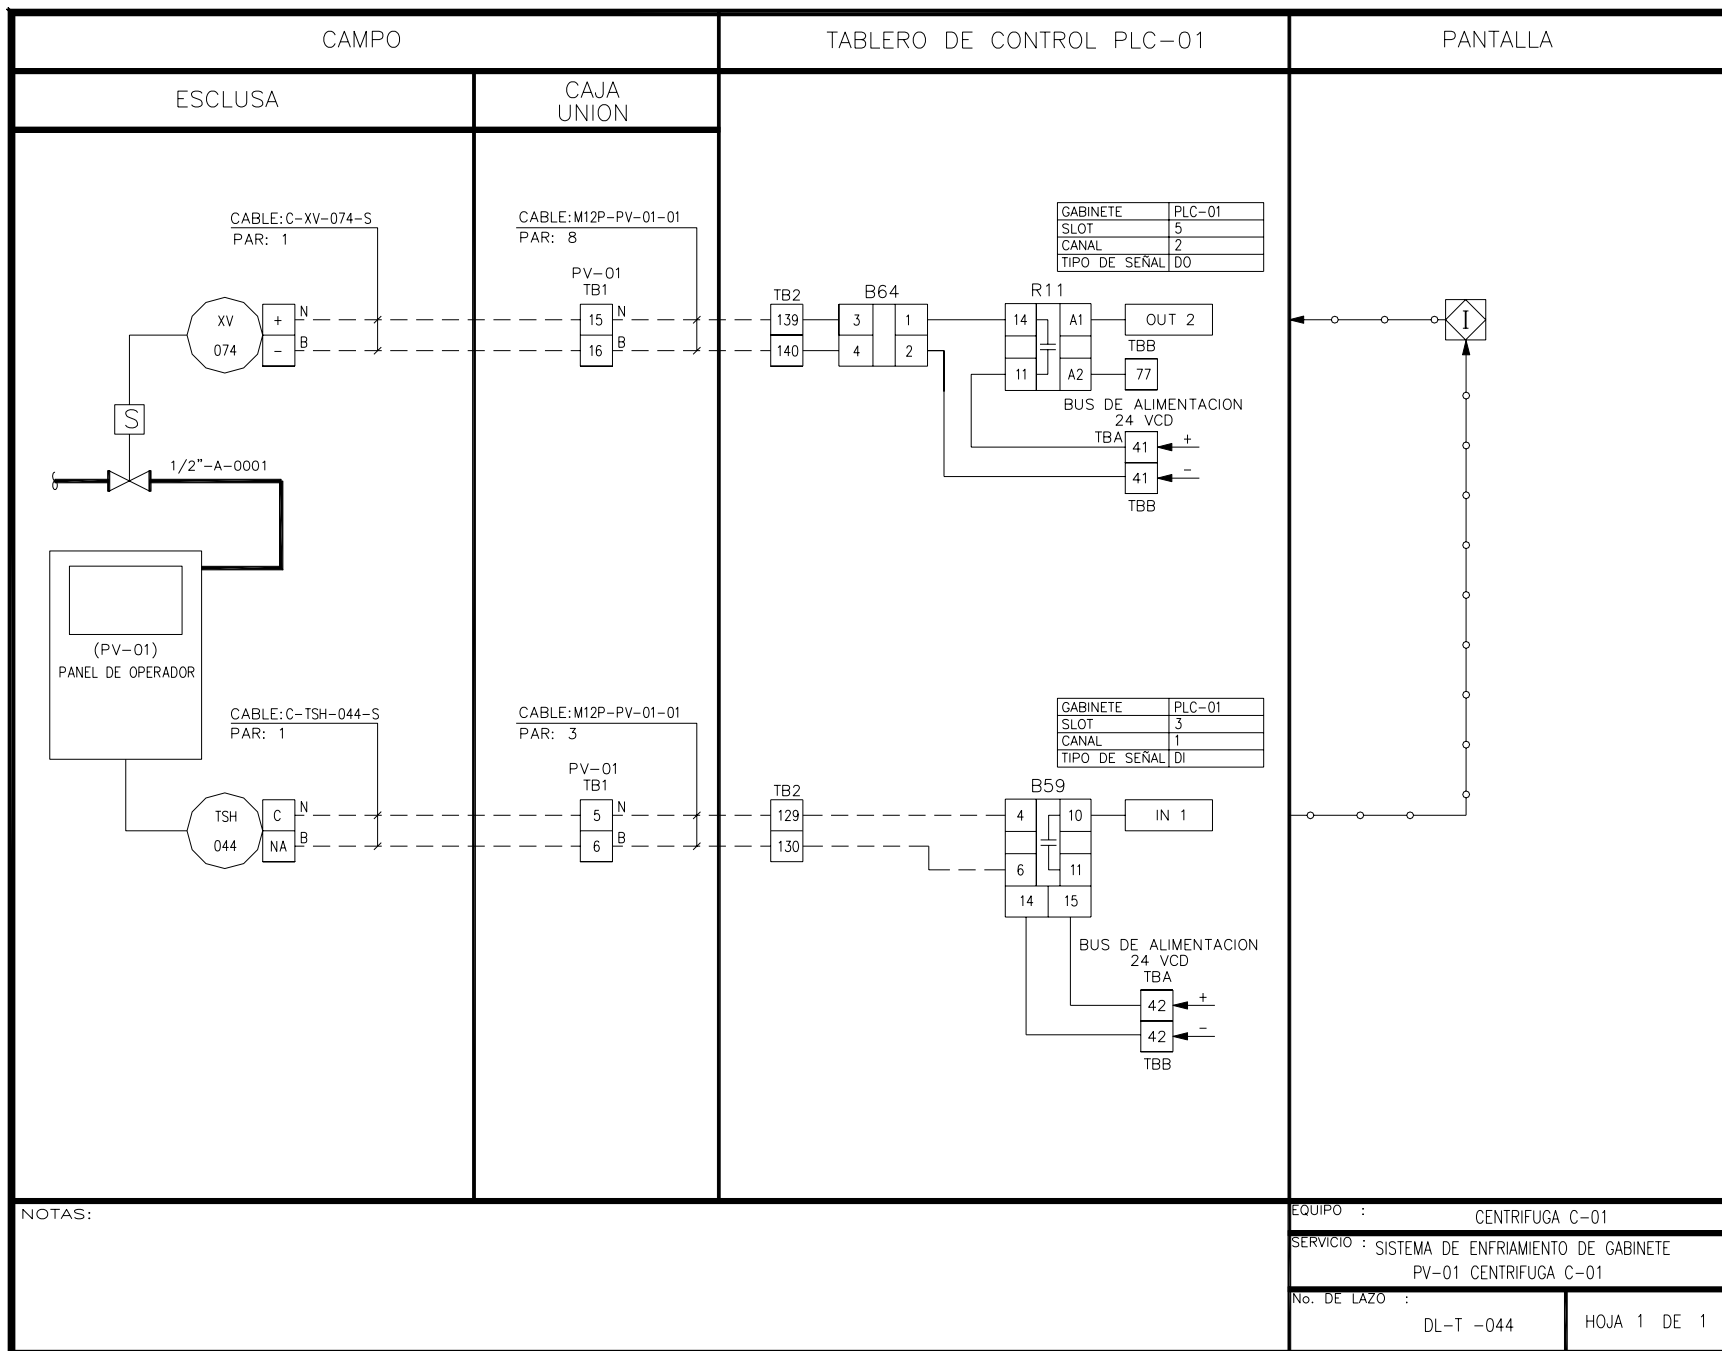 CAMPO
TABLERO DE CONTROL PLC-01
PANTALLA
ESCLUSA
CAJA
UNION
CABLE:C-XV-074-S
PAR: 1
CABLE:M12P-PV-01-01
PAR: 8
GABINETE PLC-01
SLOT 5
CANAL 2
TIPO DE SEÑAL DO
PV-01
TB1
TB2
B64
R11
XV
074
+
-
N
B
15
16
N
B
139
140
3
4
1
2
14
11
A1
A2
OUT 2
TBB
77
I
BUS DE ALIMENTACION
24 VCD
TBA
41
+
41
-
TBB
S
1/2"-A-0001
(PV-01)
PANEL DE OPERADOR
CABLE:C-TSH-044-S
PAR: 1
CABLE:M12P-PV-01-01
PAR: 3
GABINETE PLC-01
SLOT 3
CANAL 1
TIPO DE SEÑAL DI
PV-01
TB1
TB2
B59
TSH
044
C
NA
N
B
5
6
N
B
129
130
4
10
6
11
14
15
IN 1
BUS DE ALIMENTACION
24 VCD
TBA
42
+
42
-
TBB
NOTAS:
EQUIPO : CENTRIFUGA C-01
SERVICIO : SISTEMA DE ENFRIAMIENTO DE GABINETE
PV-01 CENTRIFUGA C-01
No. DE LAZO :
DL-T -044
HOJA 1 DE 1